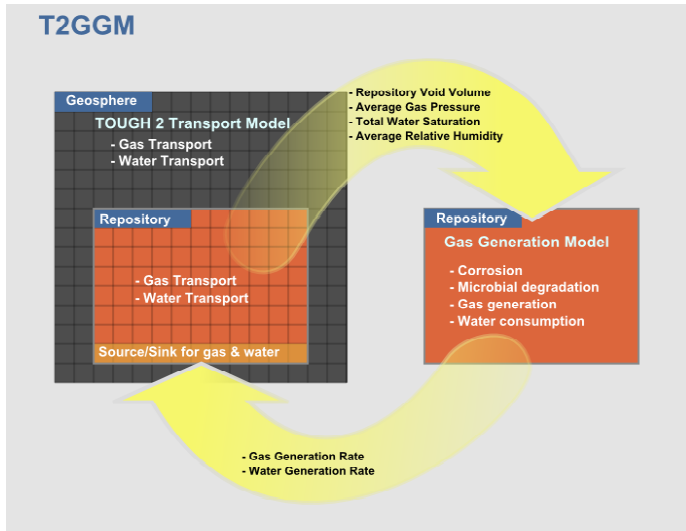 T2GGM
Geosphere
TOUGH 2 Transport Model
- Gas Transport
- Water Transport
- Repository Void Volume
- Average Gas Pressure
- Total Water Saturation
- Average Relative Humidity
Repository
- Gas Transport
- Water Transport
Source/Sink for gas & water
Repository
Gas Generation Model
- Corrosion
- Microbial degradation
- Gas generation
- Water consumption
- Gas Generation Rate
- Water Generation Rate